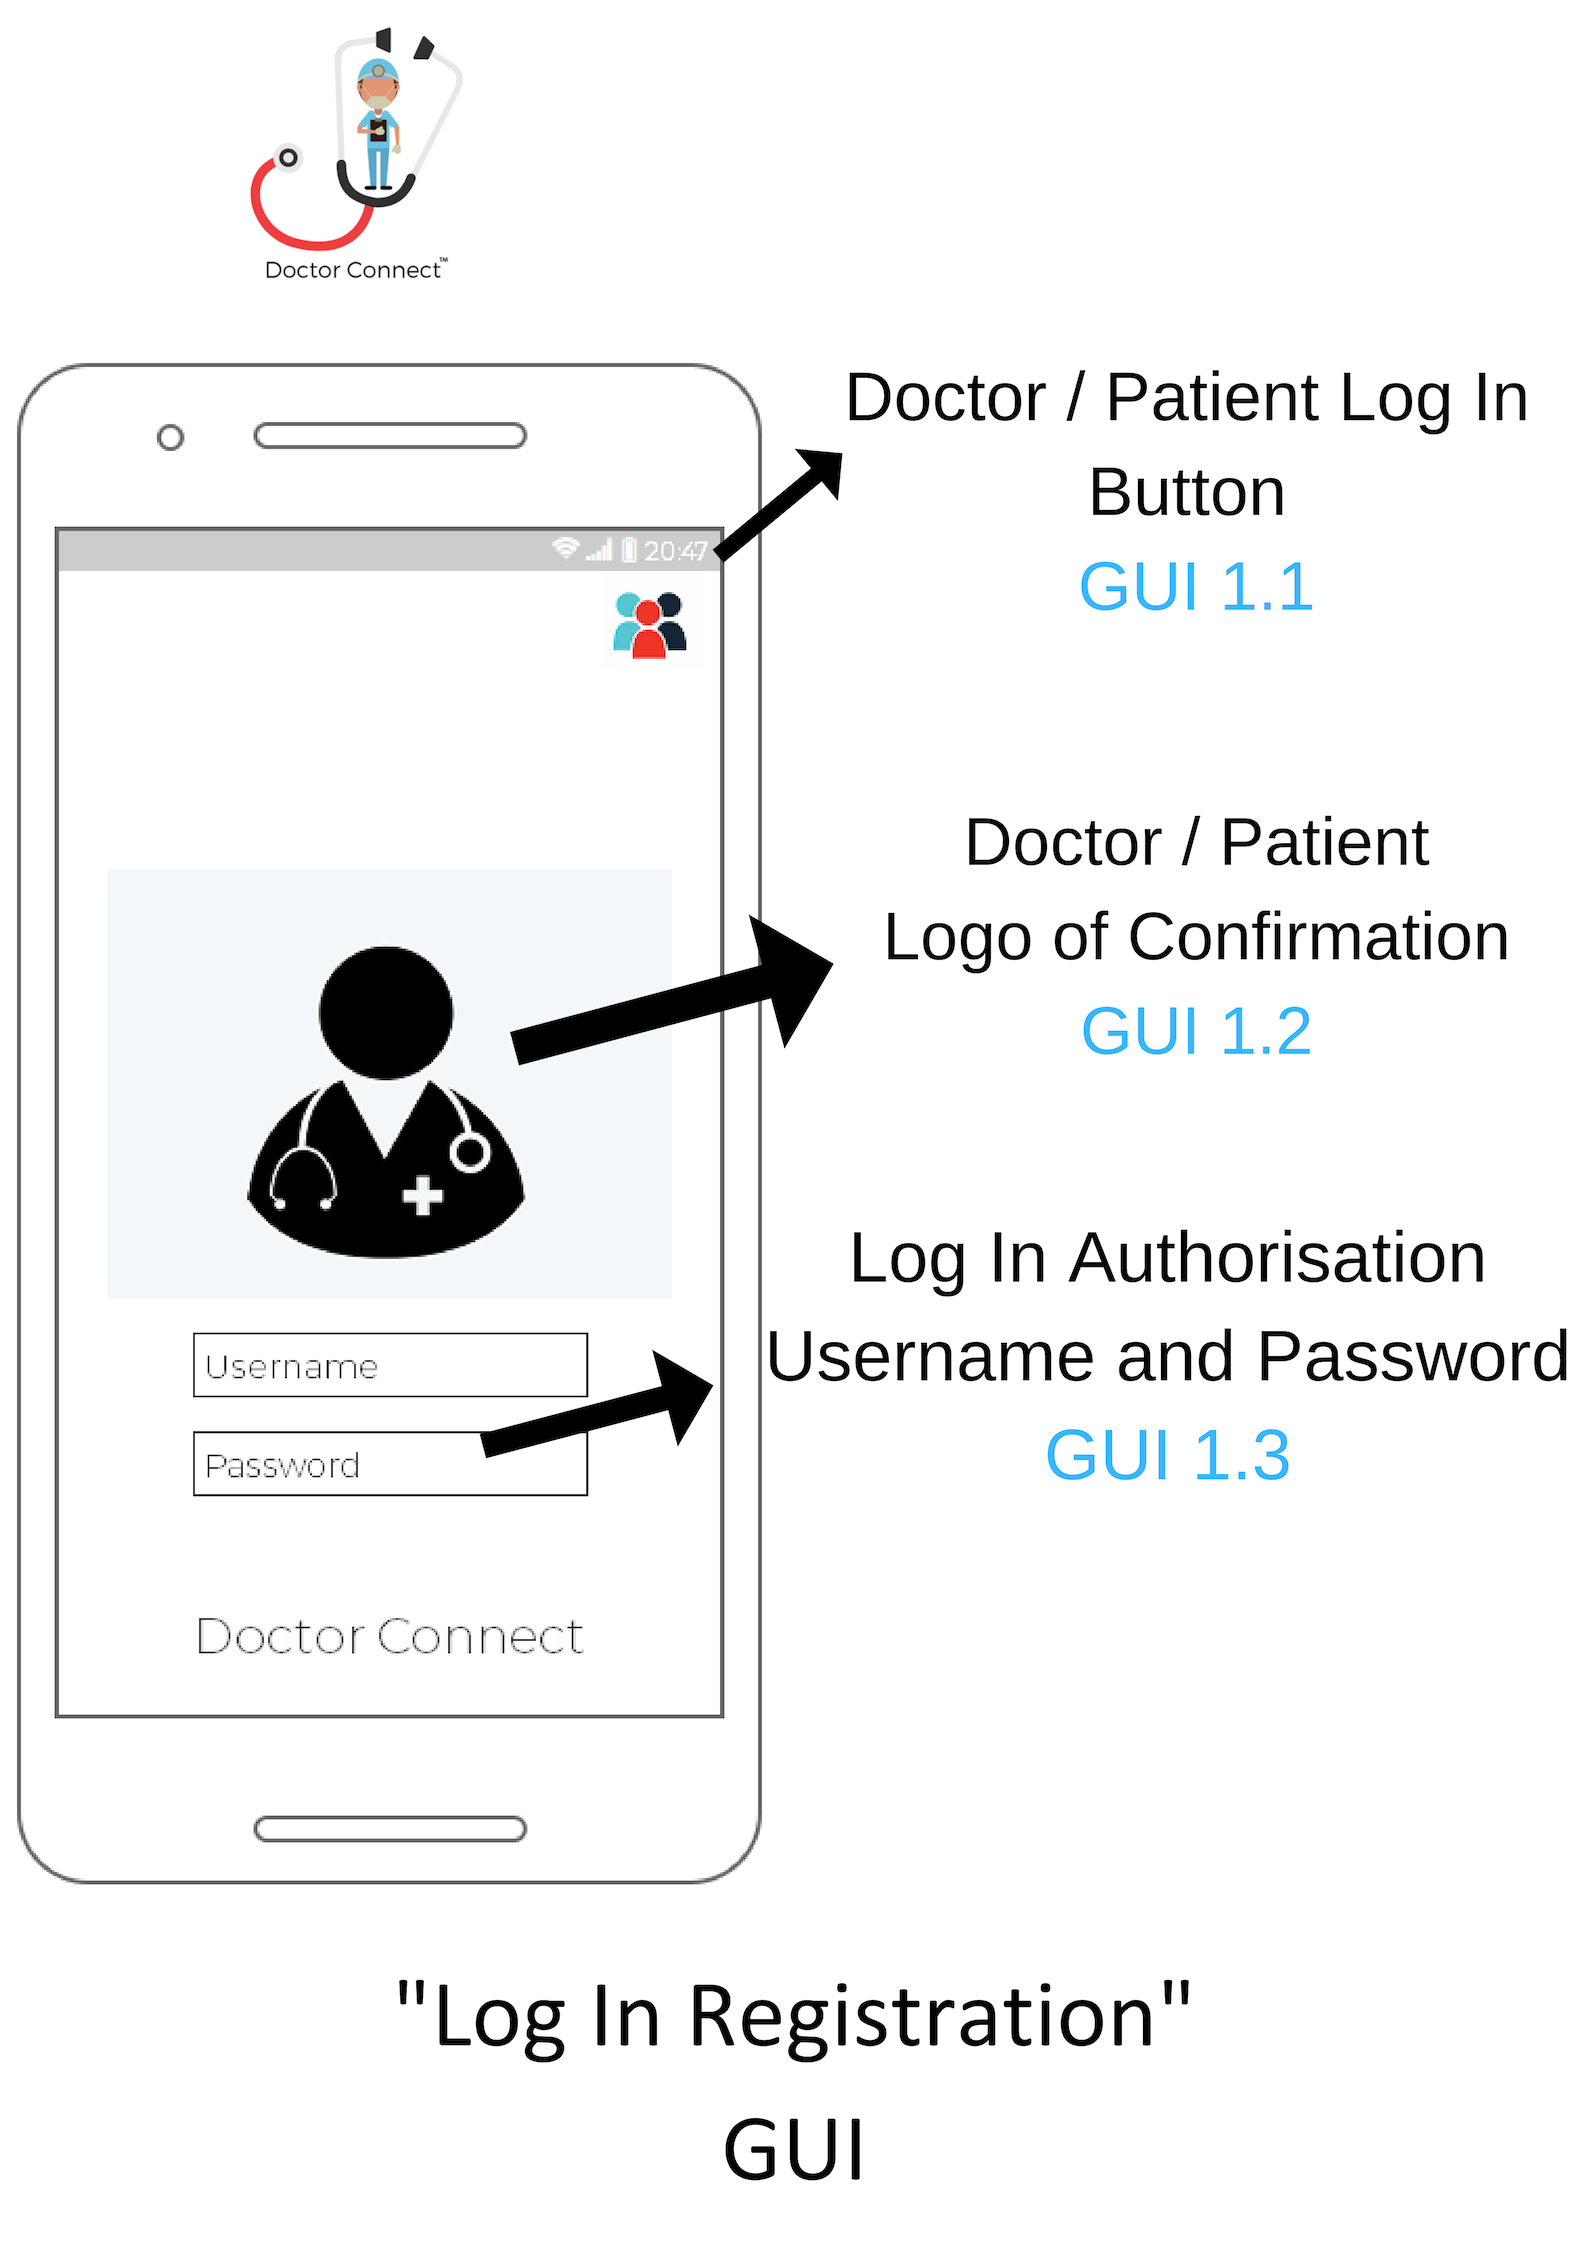 Doctor Connect™
Doctor / Patient Log In
Button
GUI 1.1
20:47
Doctor / Patient
Logo of Confirmation
GUI 1.2
Log In Authorisation
Username and Password
GUI 1.3
Username
Password
Doctor Connect
"Log In Registration"
GUI